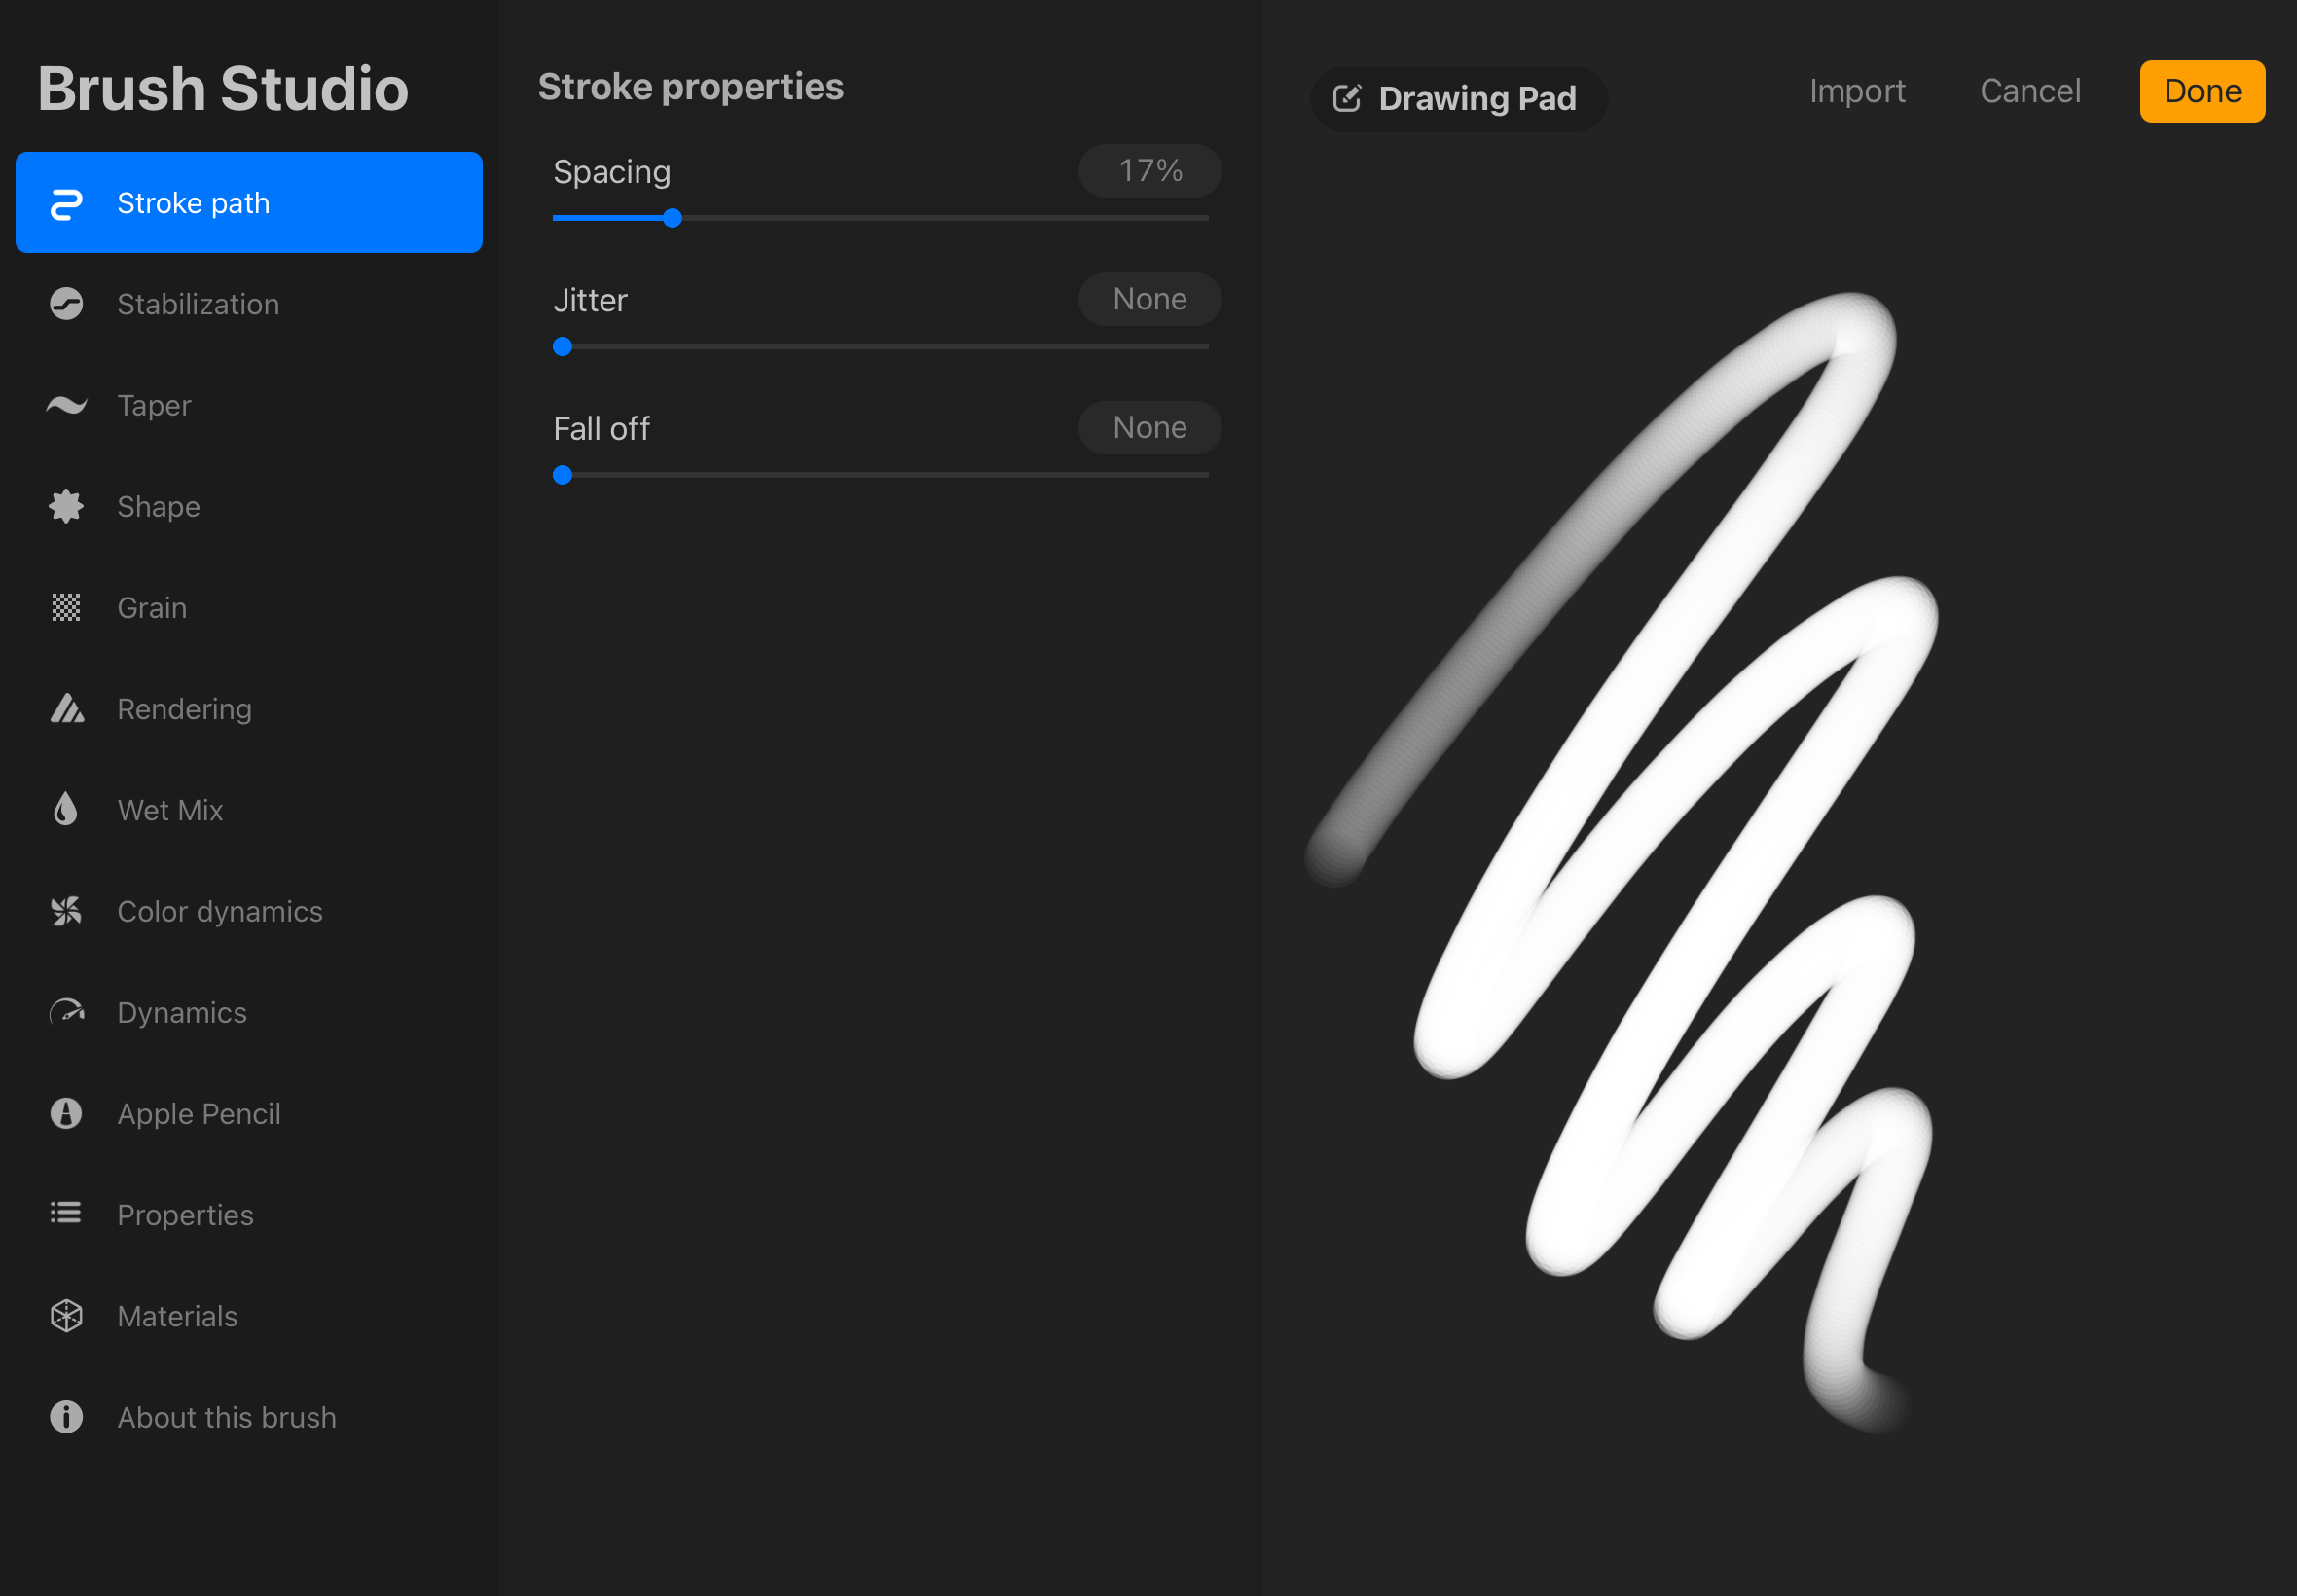 Brush Studio
Stroke path
Stabilization
Taper
Shape
Grain
Rendering
Wet Mix
Color dynamics
Dynamics
Apple Pencil
Properties
Materials
About this brush
Stroke properties
Spacing 17%
Jitter None
Fall off None
Drawing Pad Import Cancel Done